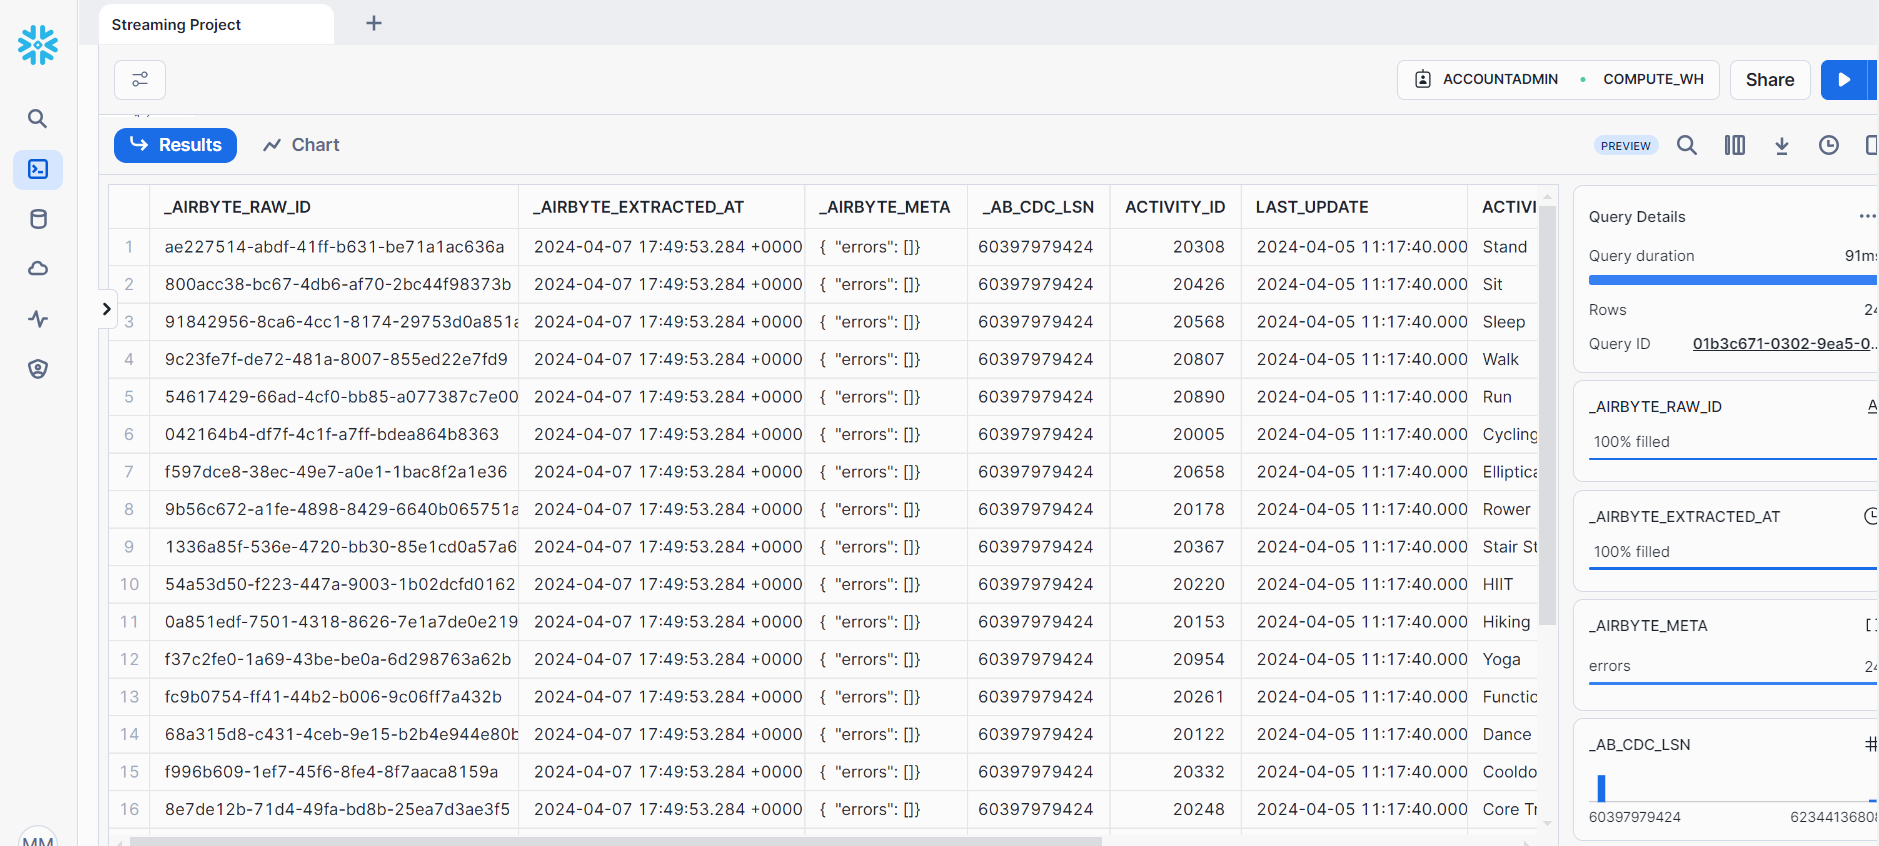 Streaming Project
ACCOUNTADMIN • COMPUTE_WH Share
Results Chart PREVIEW
_AIRBYTE_RAW_ID _AIRBYTE_EXTRACTED_AT _AIRBYTE_META _AB_CDC_LSN ACTIVITY_ID LAST_UPDATE ACTIVI
1 ae227514-abdf-41ff-b631-be71a1ac636a 2024-04-07 17:49:53.284 +0000 { "errors": []} 60397979424 20308 2024-04-05 11:17:40.000 Stand
2 800acc38-bc67-4db6-af70-2bc44f98373b 2024-04-07 17:49:53.284 +0000 { "errors": []} 60397979424 20426 2024-04-05 11:17:40.000 Sit
3 91842956-8ca6-4cc1-8174-29753d0a851a 2024-04-07 17:49:53.284 +0000 { "errors": []} 60397979424 20568 2024-04-05 11:17:40.000 Sleep
4 9c23fe7f-de72-481a-8007-855ed22e7fd9 2024-04-07 17:49:53.284 +0000 { "errors": []} 60397979424 20807 2024-04-05 11:17:40.000 Walk
5 54617429-66ad-4cf0-bb85-a077387c7e00 2024-04-07 17:49:53.284 +0000 { "errors": []} 60397979424 20890 2024-04-05 11:17:40.000 Run
6 042164b4-df7f-4c1f-a7ff-bdea864b8363 2024-04-07 17:49:53.284 +0000 { "errors": []} 60397979424 20005 2024-04-05 11:17:40.000 Cycling
7 f597dce8-38ec-49e7-a0e1-1bac8f2a1e36 2024-04-07 17:49:53.284 +0000 { "errors": []} 60397979424 20658 2024-04-05 11:17:40.000 Elliptica
8 9b56c672-a1fe-4898-8429-6640b065751a 2024-04-07 17:49:53.284 +0000 { "errors": []} 60397979424 20178 2024-04-05 11:17:40.000 Rower
9 1336a85f-536e-4720-bb30-85e1cd0a57a6 2024-04-07 17:49:53.284 +0000 { "errors": []} 60397979424 20367 2024-04-05 11:17:40.000 Stair St
10 54a53d50-f223-447a-9003-1b02dcfd0162 2024-04-07 17:49:53.284 +0000 { "errors": []} 60397979424 20220 2024-04-05 11:17:40.000 HIIT
11 0a851edf-7501-4318-8626-7e1a7de0e219 2024-04-07 17:49:53.284 +0000 { "errors": []} 60397979424 20153 2024-04-05 11:17:40.000 Hiking
12 f37c2fe0-1a69-43be-be0a-6d298763a62b 2024-04-07 17:49:53.284 +0000 { "errors": []} 60397979424 20954 2024-04-05 11:17:40.000 Yoga
13 fc9b0754-ff41-44b2-b006-9c06ff7a432b 2024-04-07 17:49:53.284 +0000 { "errors": []} 60397979424 20261 2024-04-05 11:17:40.000 Functio
14 68a315d8-c431-4ceb-9e15-b2b4e944e80b 2024-04-07 17:49:53.284 +0000 { "errors": []} 60397979424 20122 2024-04-05 11:17:40.000 Dance
15 f996b609-1ef7-45f6-8fe4-8f7aaca8159a 2024-04-07 17:49:53.284 +0000 { "errors": []} 60397979424 20332 2024-04-05 11:17:40.000 Cooldo
16 8e7de12b-71d4-49fa-bd8b-25ea7d3ae3f5 2024-04-07 17:49:53.284 +0000 { "errors": []} 60397979424 20248 2024-04-05 11:17:40.000 Core Tr
MM
Query Details ...
Query duration 91ms
Rows 24
Query ID 01b3c671-0302-9ea5-0...
_AIRBYTE_RAW_ID A
100% filled
_AIRBYTE_EXTRACTED_AT
100% filled
_AIRBYTE_META
errors 24
_AB_CDC_LSN #
60397979424 62344136808